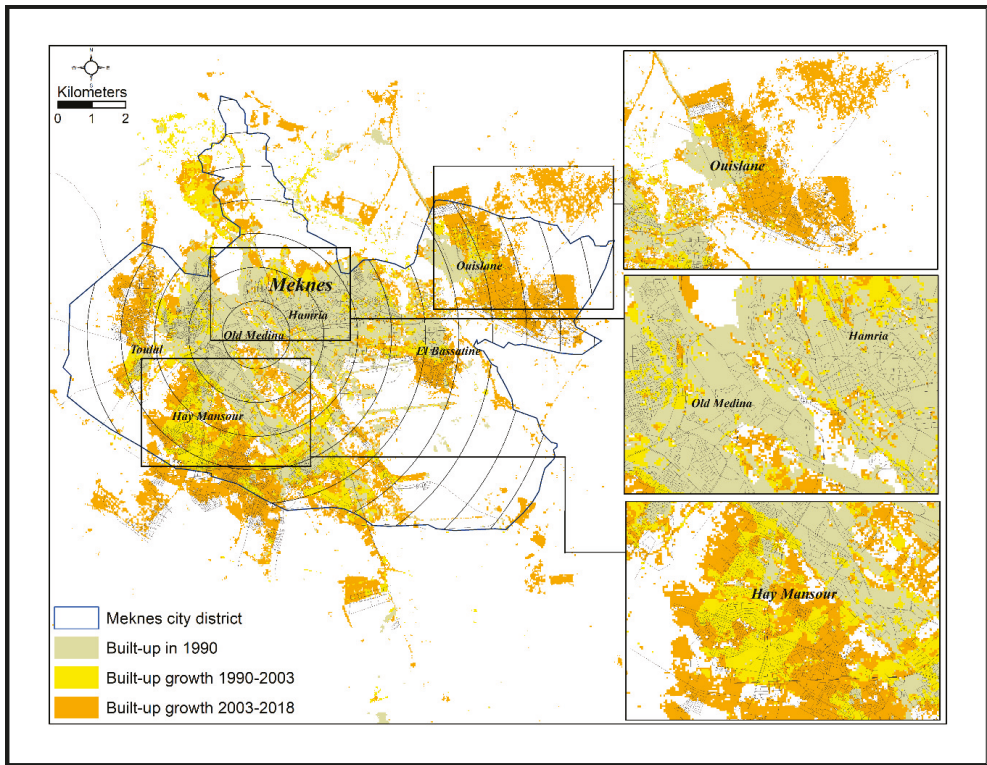 N
O
E
S
Kilometers
0 1 2
Ouislane
Meknes
Hamria
Old Medina
Toulal
El Bassatine
Hay Mansour
Ouislane
Hamria
Old Medina
Hay Mansour
Meknes city district
Built-up in 1990
Built-up growth 1990-2003
Built-up growth 2003-2018